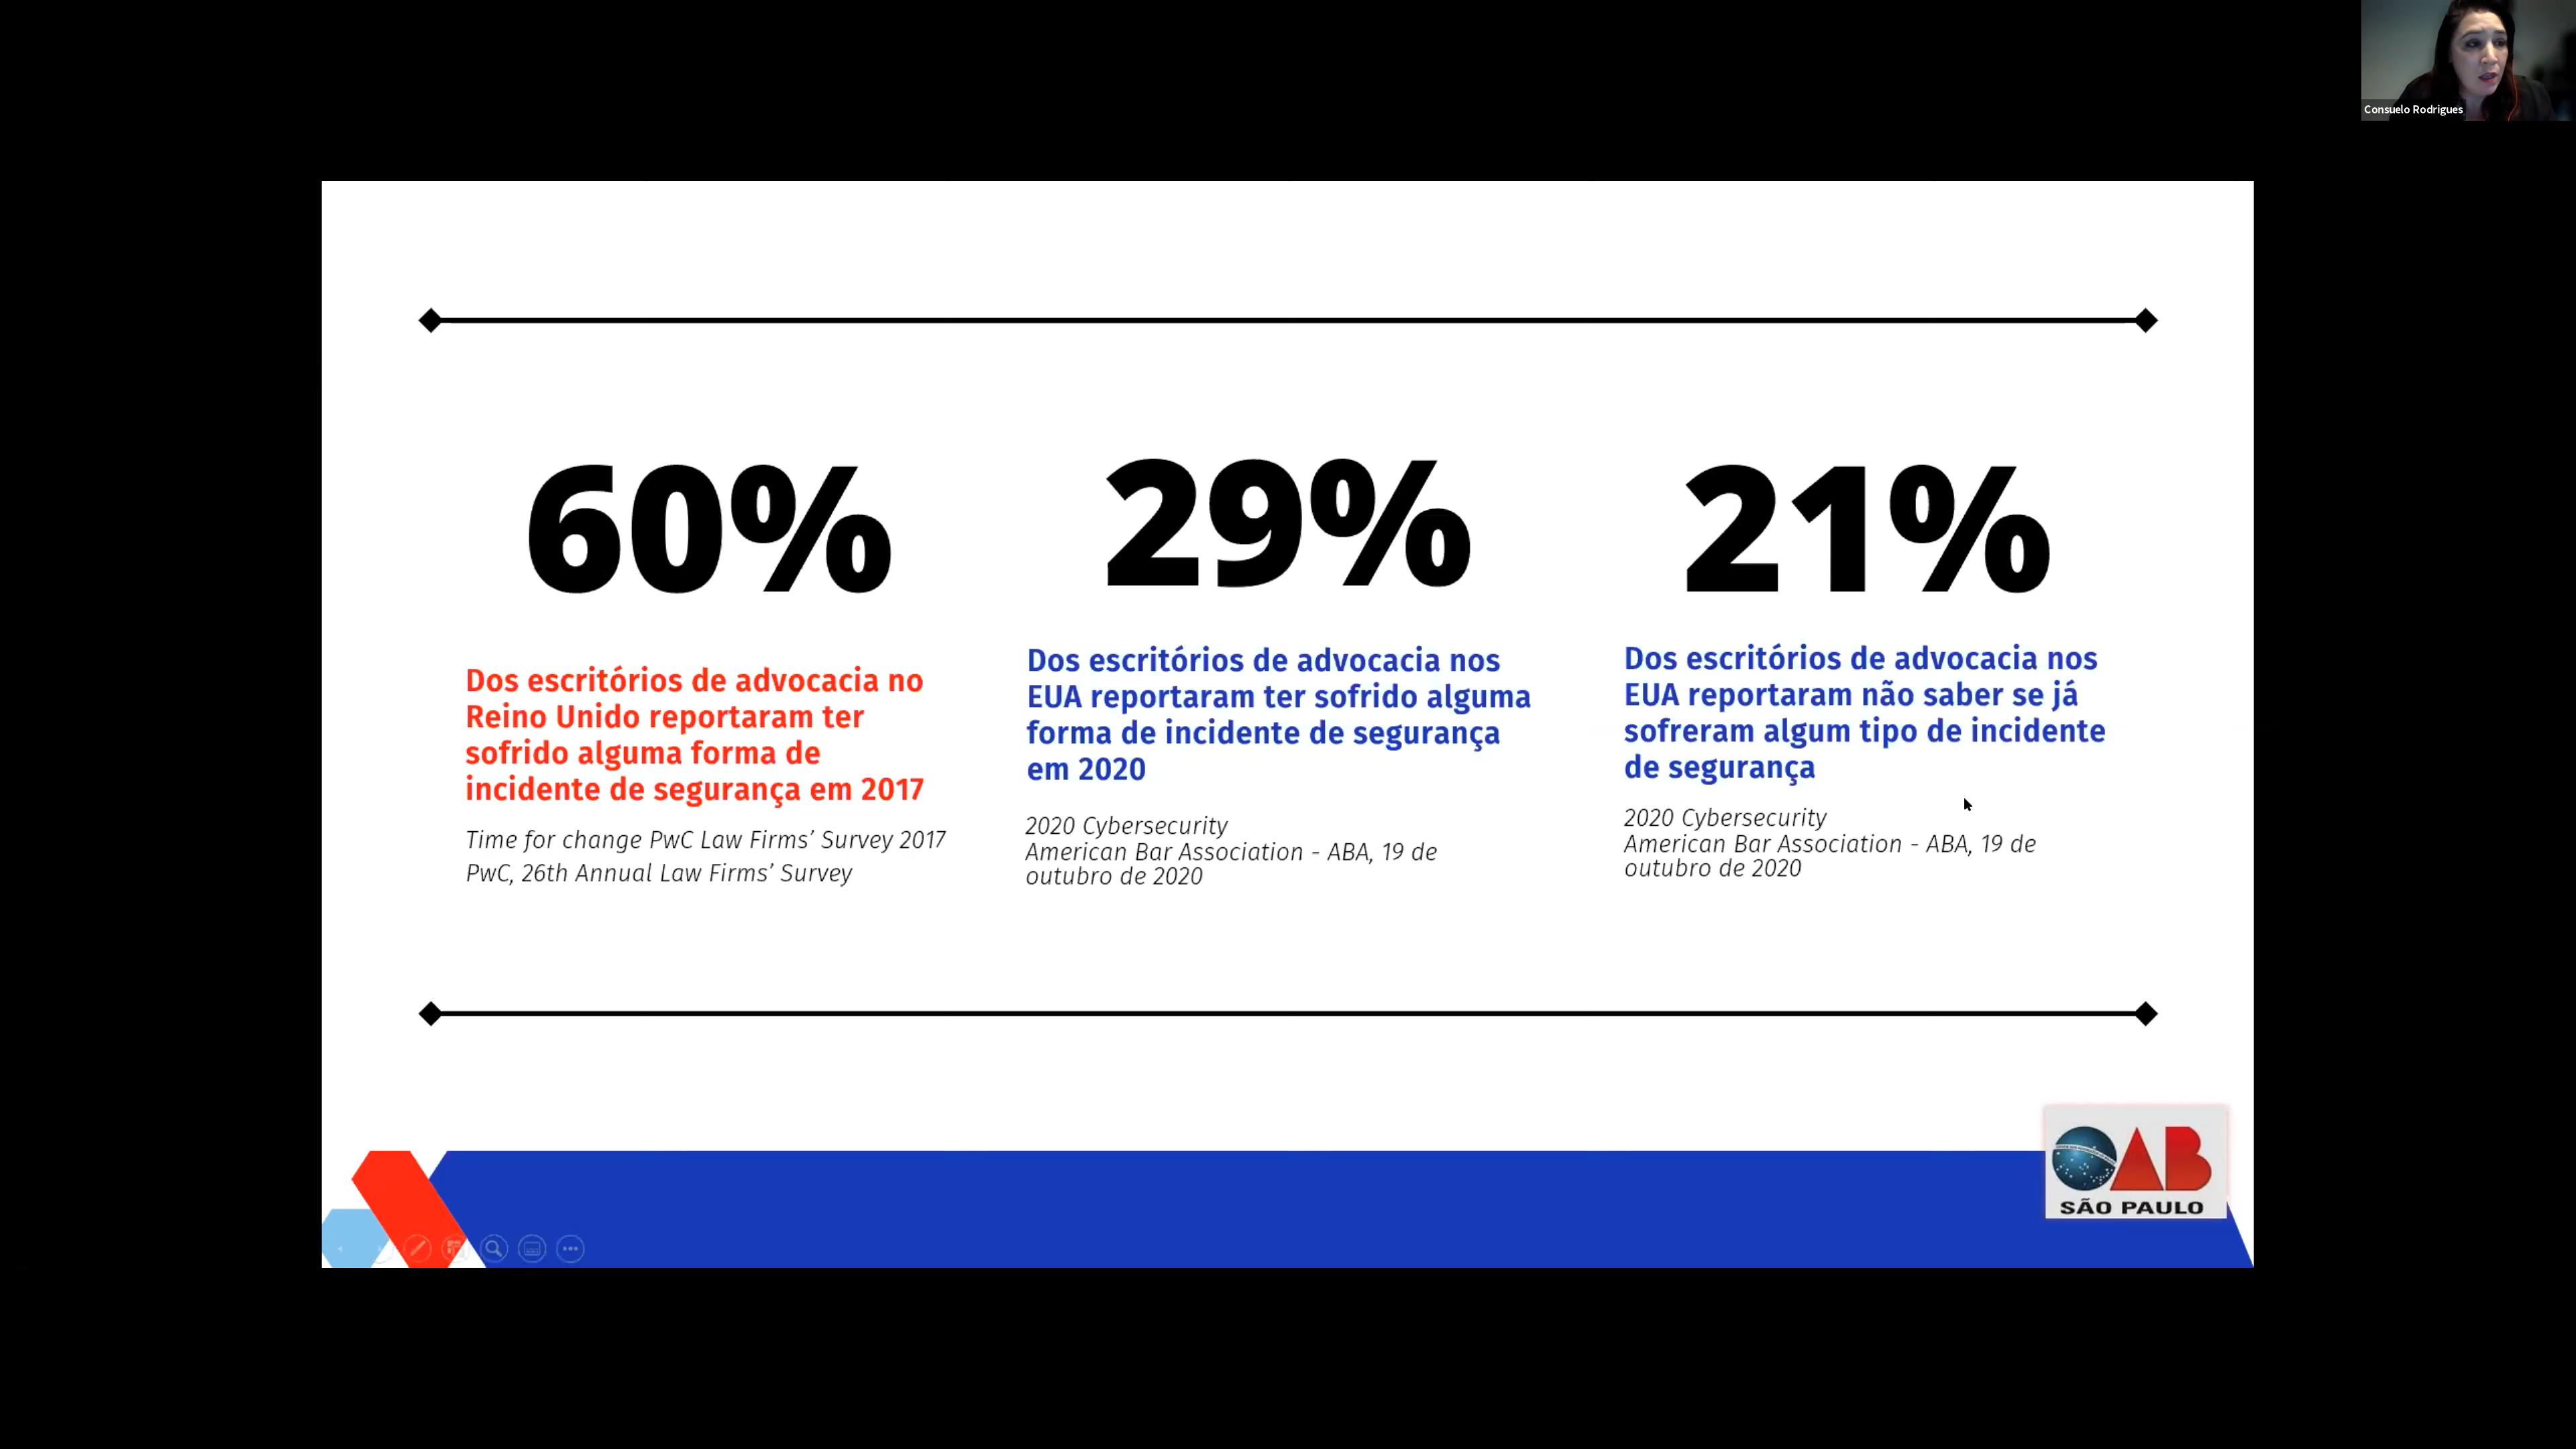 Consuelo Rodrigues
60%
Dos escritórios de advocacia no
Reino Unido reportaram ter
sofrido alguma forma de
incidente de segurança em 2017
Time for change PwC Law Firms’ Survey 2017
PwC, 26th Annual Law Firms’ Survey
29%
Dos escritórios de advocacia nos
EUA reportaram ter sofrido alguma
forma de incidente de segurança
em 2020
2020 Cybersecurity
American Bar Association - ABA, 19 de
outubro de 2020
21%
Dos escritórios de advocacia nos
EUA reportaram não saber se já
sofreram algum tipo de incidente
de segurança
2020 Cybersecurity
American Bar Association - ABA, 19 de
outubro de 2020
OAB
SÃO PAULO